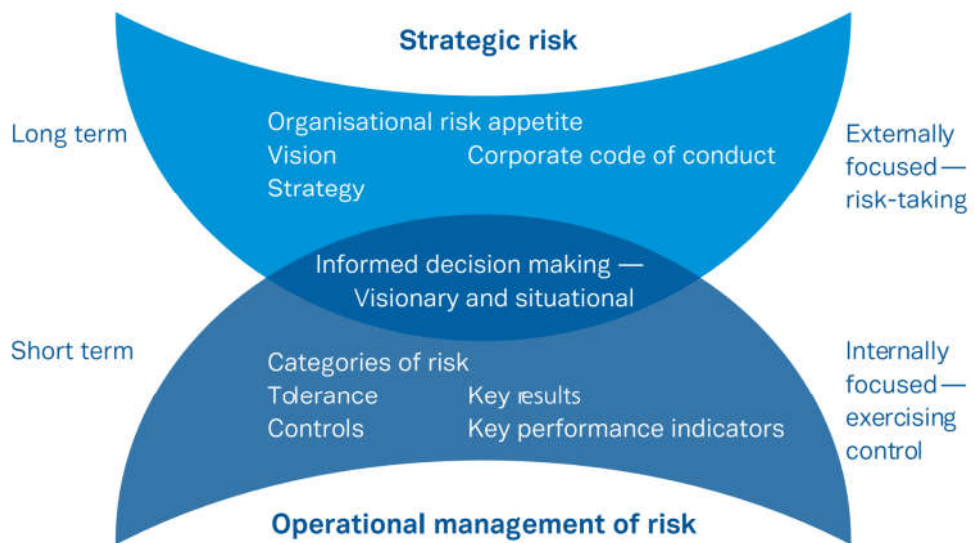 Strategic risk
Long term
Organisational risk appetite
Vision Corporate code of conduct
Strategy
Externally
focused —
risk-taking
Informed decision making —
Visionary and situational
Short term
Categories of risk
Tolerance Key results
Controls Key performance indicators
Internally
focused—
exercising
control
Operational management of risk